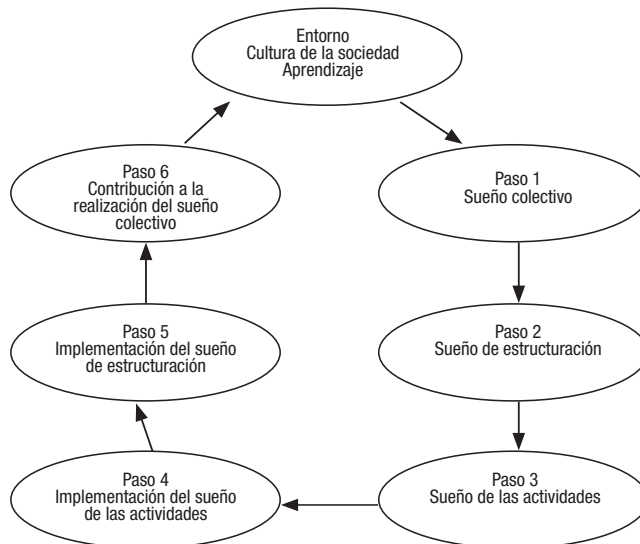 Entorno
Cultura de la sociedad
Aprendizaje
Paso 1
Sueño colectivo
Paso 2
Sueño de estructuración
Paso 3
Sueño de las actividades
Paso 4
Implementación del sueño
de las actividades
Paso 5
Implementación del sueño
de estructuración
Paso 6
Contribución a la
realización del sueño
colectivo